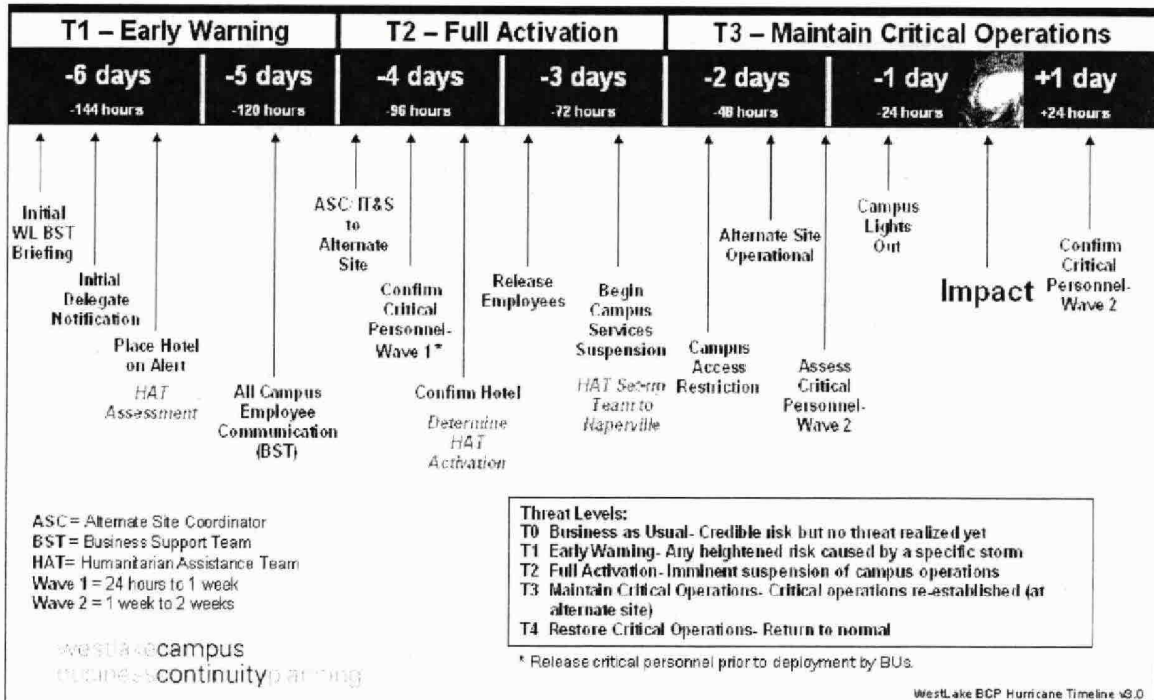 T1 – Early Warning
T2 – Full Activation
T3 – Maintain Critical Operations
-6 days
-5 days
-4 days
-3 days
-2 days
-1 day
+1 day
-144 hours
-120 hours
-96 hours
-72 hours
-48 hours
-24 hours
+24 hours
Initial
WL BST
Briefing
Initial
Delegate
Notification
Place Hotel
on Alert
HAT
Assessment
All Campus
Employee
Communication
(BST)
ASC/IT&S
to
Alternate
Site
Confirm
Critical
Personnel-
Wave 1*
Confirm Hotel
Determine
HAT
Activation
Release
Employees
Begin
Campus
Services
Suspension
HAT Set-up
Team to
Naperville
Campus
Access
Restriction
Alternate Site
Operational
Assess
Critical
Personnel-
Wave 2
Campus
Lights
Out
Impact
Confirm
Critical
Personnel-
Wave 2
ASC= Alternate Site Coordinator
BST= Business Support Team
HAT= Humanitarian Assistance Team
Wave 1 = 24 hours to 1 week
Wave 2 = 1 week to 2 weeks
westlakecampus
businesscontinuityplanning
Threat Levels:
T0 Business as Usual- Credible risk but no threat realized yet
T1 Early Warning- Any heightened risk caused by a specific storm
T2 Full Activation- Imminent suspension of campus operations
T3 Maintain Critical Operations- Critical operations re-established (at
alternate site)
T4 Restore Critical Operations- Return to normal
* Release critical personnel prior to deployment by BUs.
WestLake BCP Hurricane Timeline v3.0